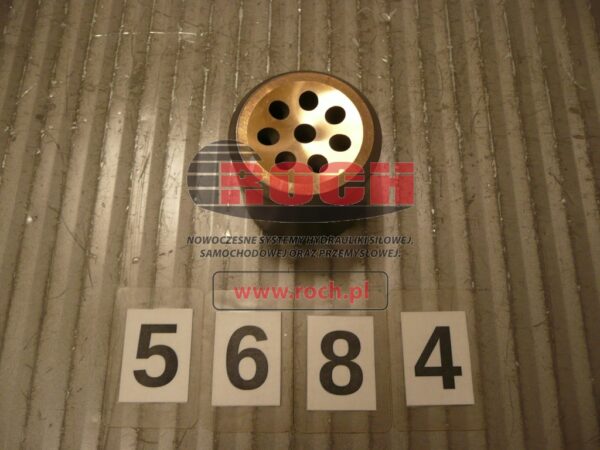 ROCH
NOWOCZESNE SYSTEMY HYDRAULIKI SIŁOWEJ,
SAMOCHODOWEJ ORAZ PRZEMYSŁOWEJ.
www.roch.pl
5 6 8 4